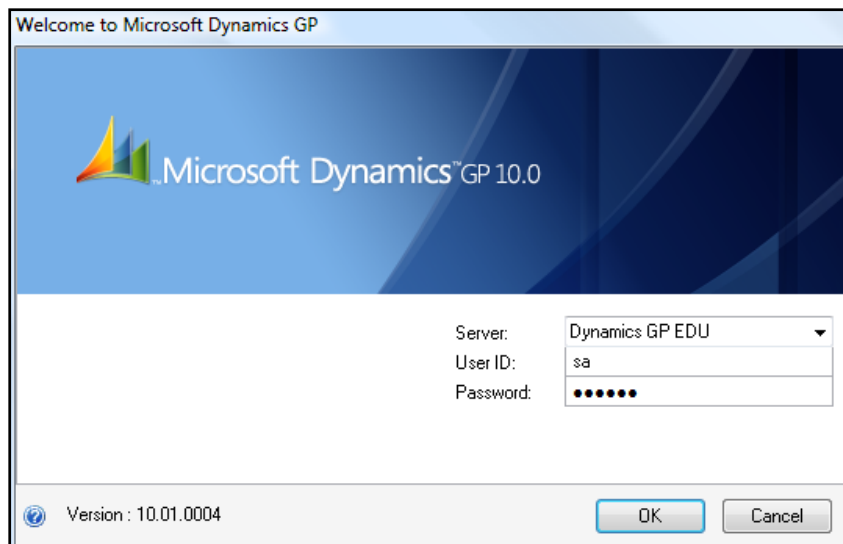 Welcome to Microsoft Dynamics GP
Microsoft Dynamics™ GP 10.0
Server: Dynamics GP EDU
User ID: sa
Password: ●●●●●●
Version : 10.01.0004
OK Cancel